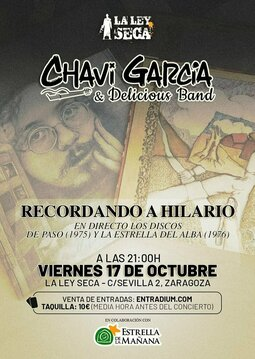 LA LEY
SECA
CHAVI GARCÍA
& Delicious Band
RECORDANDO A HILARIO
EN DIRECTO LOS DISCOS
DE PASO (1975) Y LA ESTRELLA DEL ALBA (1976)
A LAS 21:00H
VIERNES 17 DE OCTUBRE
LA LEY SECA - C/SEVILLA 2, ZARAGOZA
VENTA DE ENTRADAS: ENTRADIUM.COM
TAQUILLA: 10€ (MEDIA HORA ANTES DEL CONCIERTO)
EN COLABORACIÓN CON
ESTRELLA
DE LA
MAÑANA